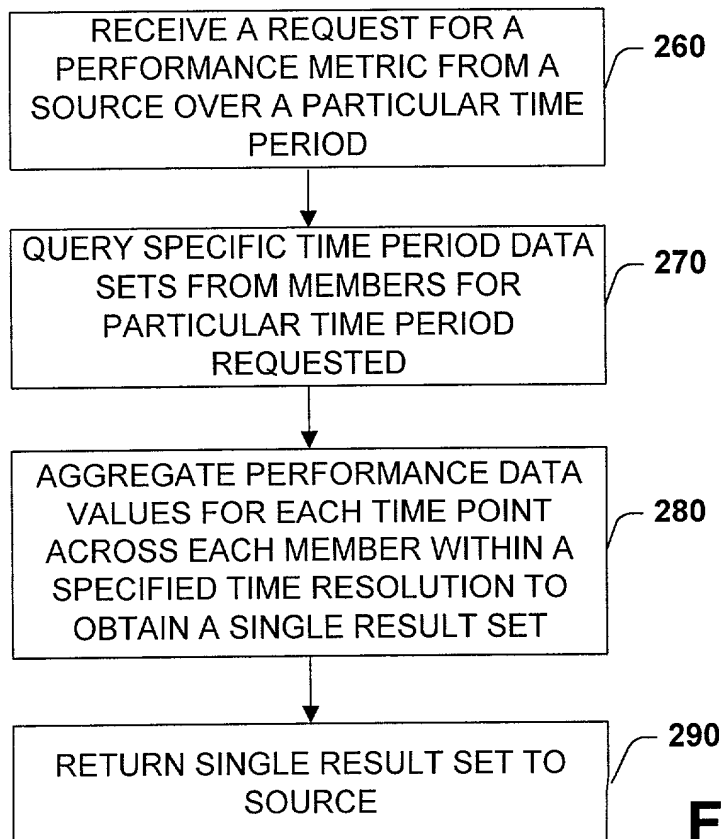 RECEIVE A REQUEST FOR A
PERFORMANCE METRIC FROM A
SOURCE OVER A PARTICULAR TIME
PERIOD
260
QUERY SPECIFIC TIME PERIOD DATA
SETS FROM MEMBERS FOR
PARTICULAR TIME PERIOD
REQUESTED
270
AGGREGATE PERFORMANCE DATA
VALUES FOR EACH TIME POINT
ACROSS EACH MEMBER WITHIN A
SPECIFIED TIME RESOLUTION TO
OBTAIN A SINGLE RESULT SET
280
RETURN SINGLE RESULT SET TO
SOURCE
290